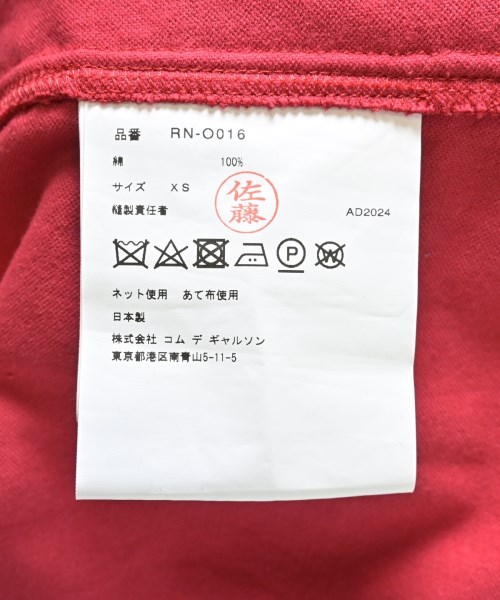 品番 RN-O016
綿 100%
サイズ XS
縫製責任者 佐藤 AD2024
P W
ネット使用 あて布使用
日本製
株式会社 コム デ ギャルソン
東京都港区南青山5-11-5